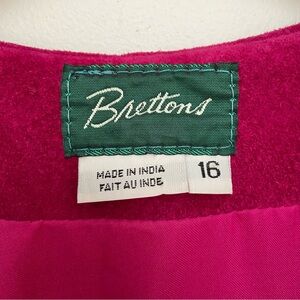 Brettons
MADE IN INDIA
FAIT AU INDE
16